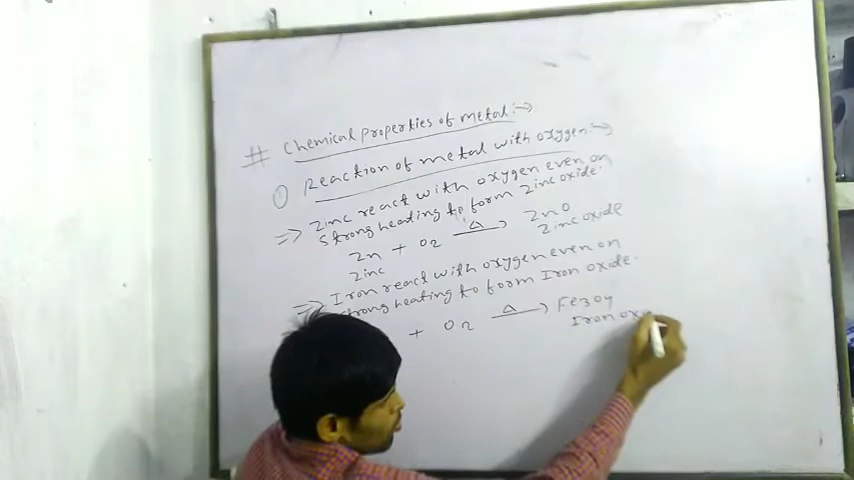 # Chemical properties of metal :→
① Reaction of metal with oxygen :→
⇒ Zinc react with oxygen even on
strong heating to form Zinc oxide.
Zn + O2 —Δ→ ZnO
Zinc Zinc oxide
⇒ Iron react with oxygen even on
strong heating to form Iron oxide.
+ O2 —Δ→ Fe3O4
Iron ox